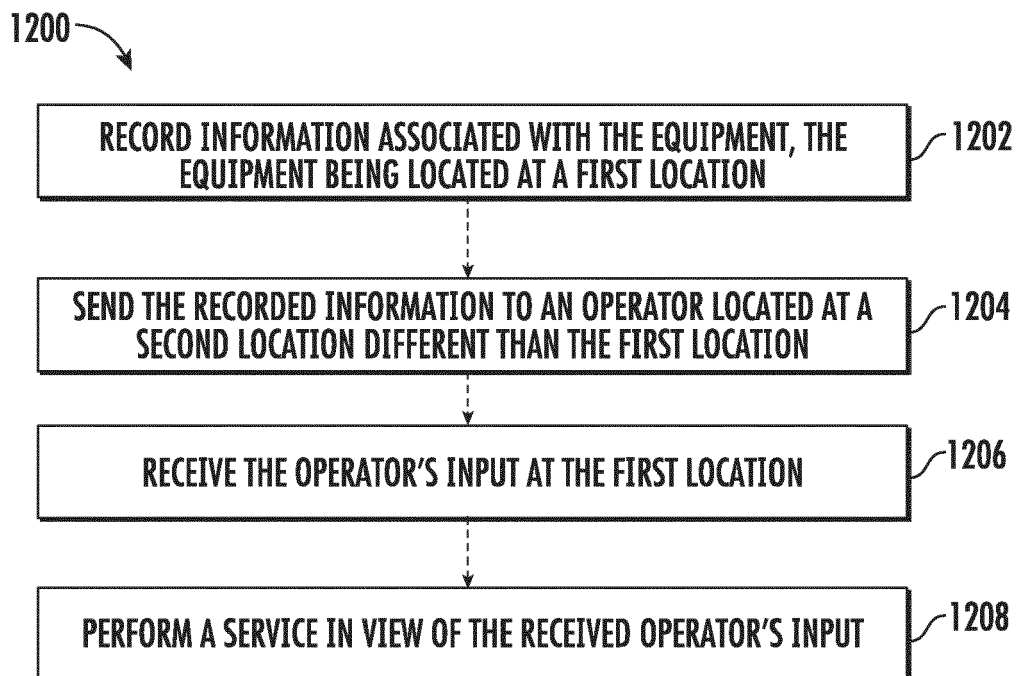 1200
RECORD INFORMATION ASSOCIATED WITH THE EQUIPMENT, THE
EQUIPMENT BEING LOCATED AT A FIRST LOCATION
1202
SEND THE RECORDED INFORMATION TO AN OPERATOR LOCATED AT A
SECOND LOCATION DIFFERENT THAN THE FIRST LOCATION
1204
RECEIVE THE OPERATOR'S INPUT AT THE FIRST LOCATION
1206
PERFORM A SERVICE IN VIEW OF THE RECEIVED OPERATOR'S INPUT
1208